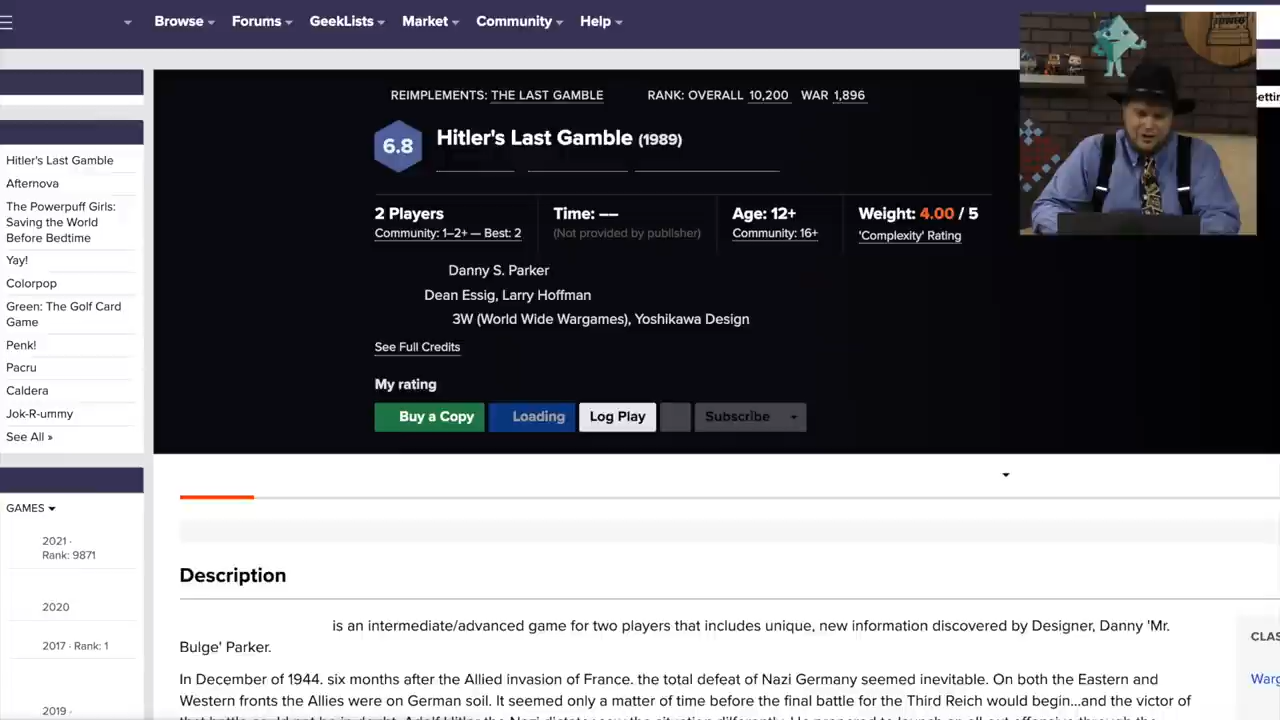 Browse Forums GeekLists Market Community Help
REIMPLEMENTS: THE LAST GAMBLE RANK: OVERALL 10,200 WAR 1,896
6.8 Hitler's Last Gamble (1989)
2 Players Time: –– Age: 12+ Weight: 4.00 / 5
Community: 1–2+ — Best: 2 (Not provided by publisher) Community: 16+ 'Complexity' Rating
Danny S. Parker
Dean Essig, Larry Hoffman
3W (World Wide Wargames), Yoshikawa Design
See Full Credits
My rating
Buy a Copy Loading Log Play Subscribe
Hitler's Last Gamble
Afternova
The Powerpuff Girls:
Saving the World
Before Bedtime
Yay!
Colorpop
Green: The Golf Card
Game
Penk!
Pacru
Caldera
Jok-R-ummy
See All »
GAMES
2021 ·
Rank: 9871
2020
2017 · Rank: 1
2019
Description
is an intermediate/advanced game for two players that includes unique, new information discovered by Designer, Danny 'Mr.
Bulge' Parker.
In December of 1944. six months after the Allied invasion of France. the total defeat of Nazi Germany seemed inevitable. On both the Eastern and
Western fronts the Allies were on German soil. It seemed only a matter of time before the final battle for the Third Reich would begin...and the victor of